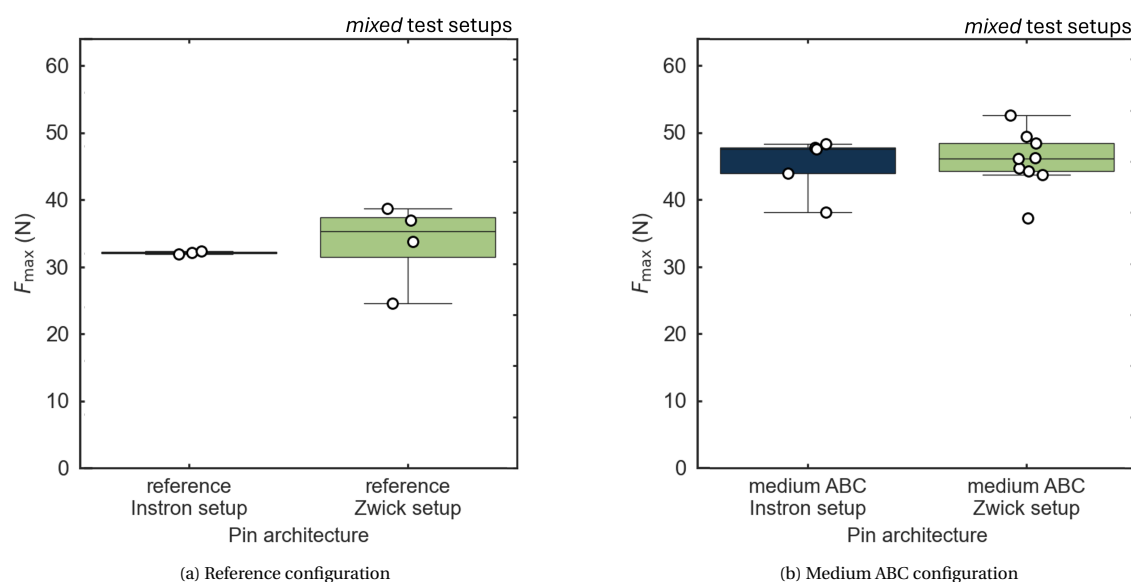 mixed test setups
60
50
40
30
20
10
0
Fmax (N)
reference
Instron setup
reference
Zwick setup
Pin architecture
(a) Reference configuration
mixed test setups
60
50
40
30
20
10
0
Fmax (N)
medium ABC
Instron setup
medium ABC
Zwick setup
Pin architecture
(b) Medium ABC configuration